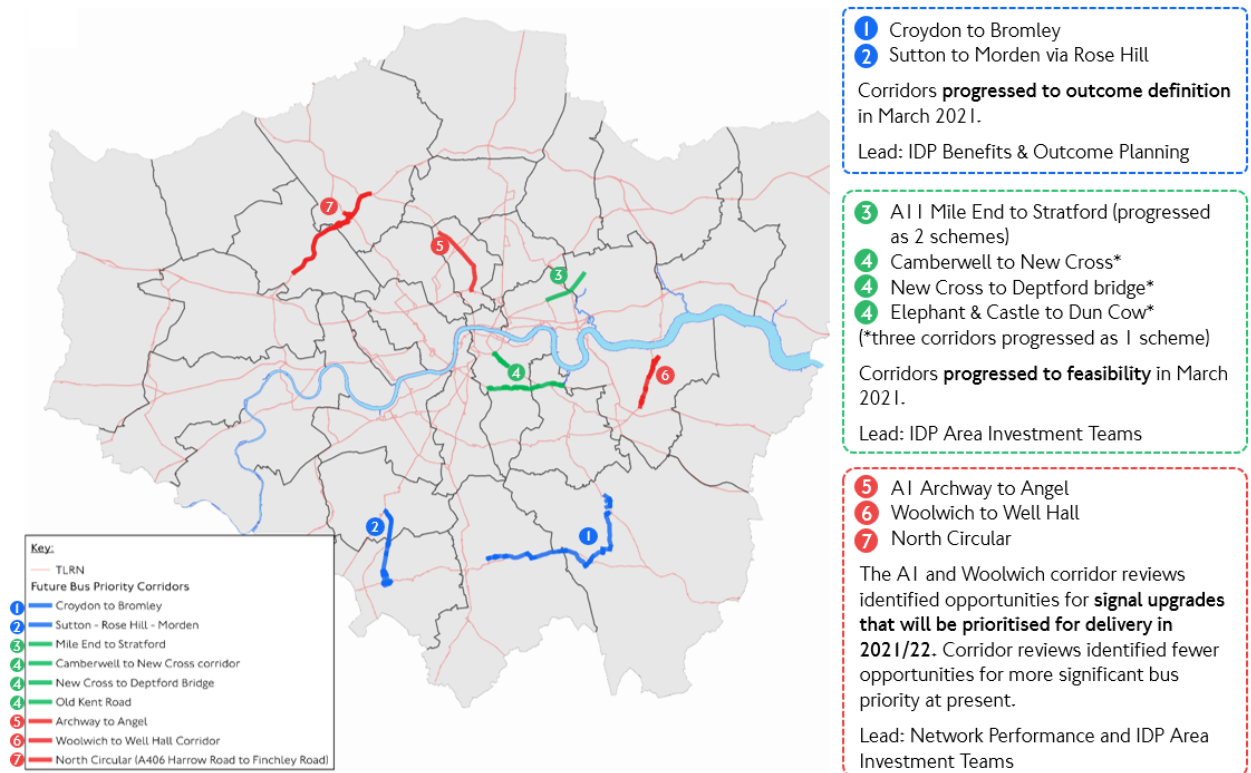 7
5
3
4
6
2
1
Key:
TLRN
Future Bus Priority Corridors
1 Croydon to Bromley
2 Sutton - Rose Hill - Morden
3 Mile End to Stratford
4 Camberwell to New Cross corridor
4 New Cross to Deptford Bridge
4 Old Kent Road
5 Archway to Angel
6 Woolwich to Well Hall Corridor
7 North Circular (A406 Harrow Road to Finchley Road)
1 Croydon to Bromley
2 Sutton to Morden via Rose Hill
Corridors progressed to outcome definition
in March 2021.
Lead: IDP Benefits & Outcome Planning
3 A11 Mile End to Stratford (progressed
as 2 schemes)
4 Camberwell to New Cross*
4 New Cross to Deptford bridge*
4 Elephant & Castle to Dun Cow*
(*three corridors progressed as 1 scheme)
Corridors progressed to feasibility in March
2021.
Lead: IDP Area Investment Teams
5 A1 Archway to Angel
6 Woolwich to Well Hall
7 North Circular
The A1 and Woolwich corridor reviews
identified opportunities for signal upgrades
that will be prioritised for delivery in
2021/22. Corridor reviews identified fewer
opportunities for more significant bus
priority at present.
Lead: Network Performance and IDP Area
Investment Teams